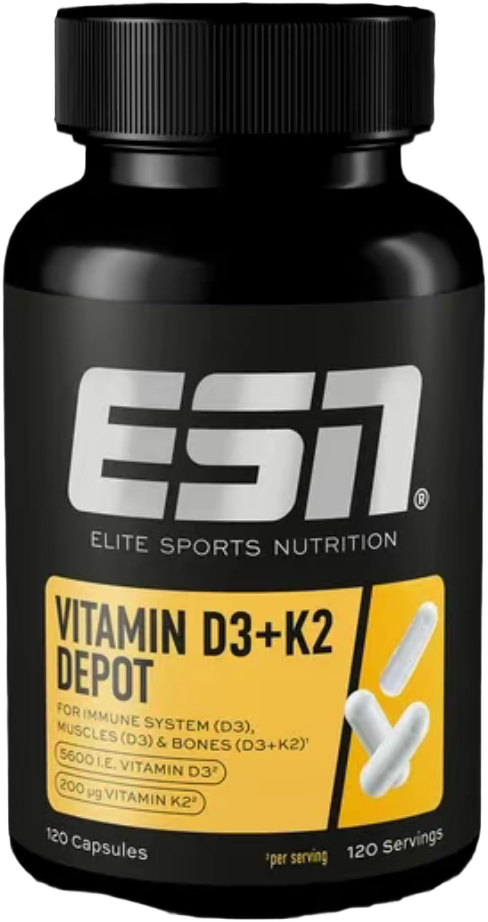 ESN®
ELITE SPORTS NUTRITION
VITAMIN D3+K2
DEPOT
FOR IMMUNE SYSTEM (D3),
MUSCLES (D3) & BONES (D3+K2)¹
5600 I.E. VITAMIN D3²
200 µg VITAMIN K2²
120 Capsules
²per serving
120 Servings